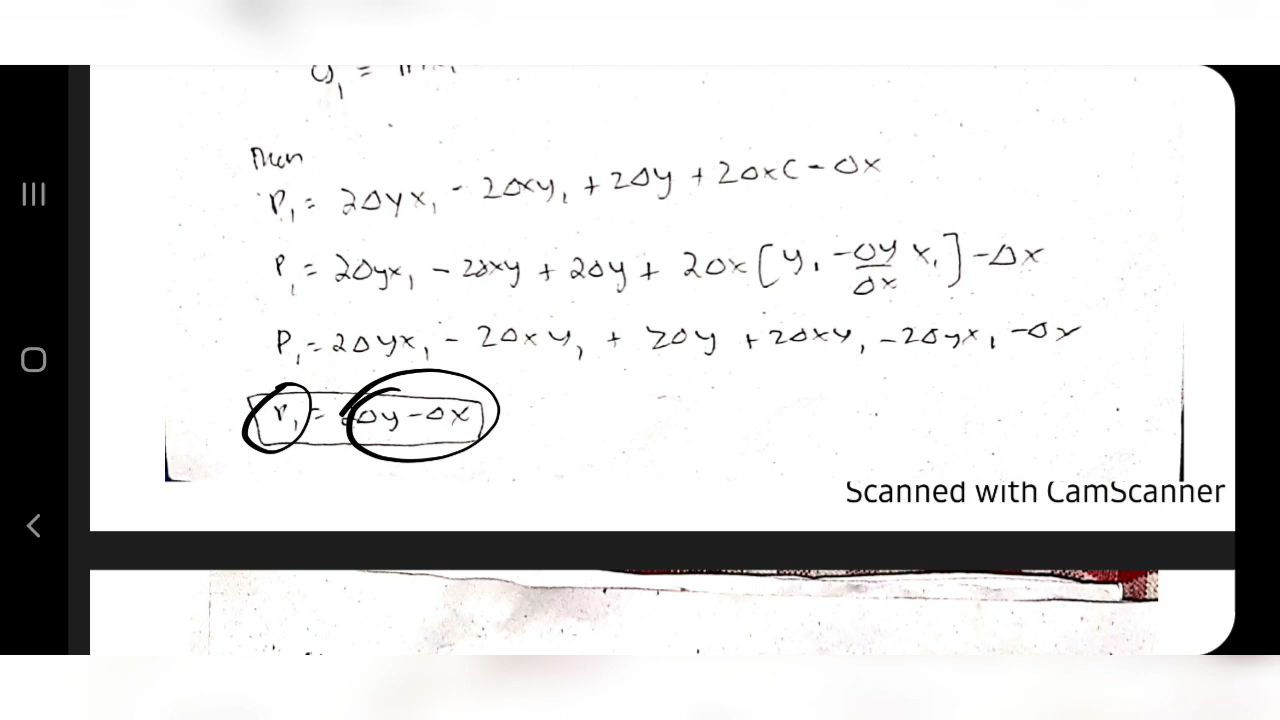 Then
P₁ = 2Δyx₁ - 2Δxy₁ + 2Δy + 2ΔxC - Δx
P₁ = 2Δyx₁ - 2Δxy + 2Δy + 2Δx[y₁ - Δy/Δx x₁] - Δx
P₁ = 2Δyx₁ - 2Δxy₁ + 2Δy + 2Δxy₁ - 2Δyx₁ - Δx
P₁ = Δy - Δx
Scanned with CamScanner